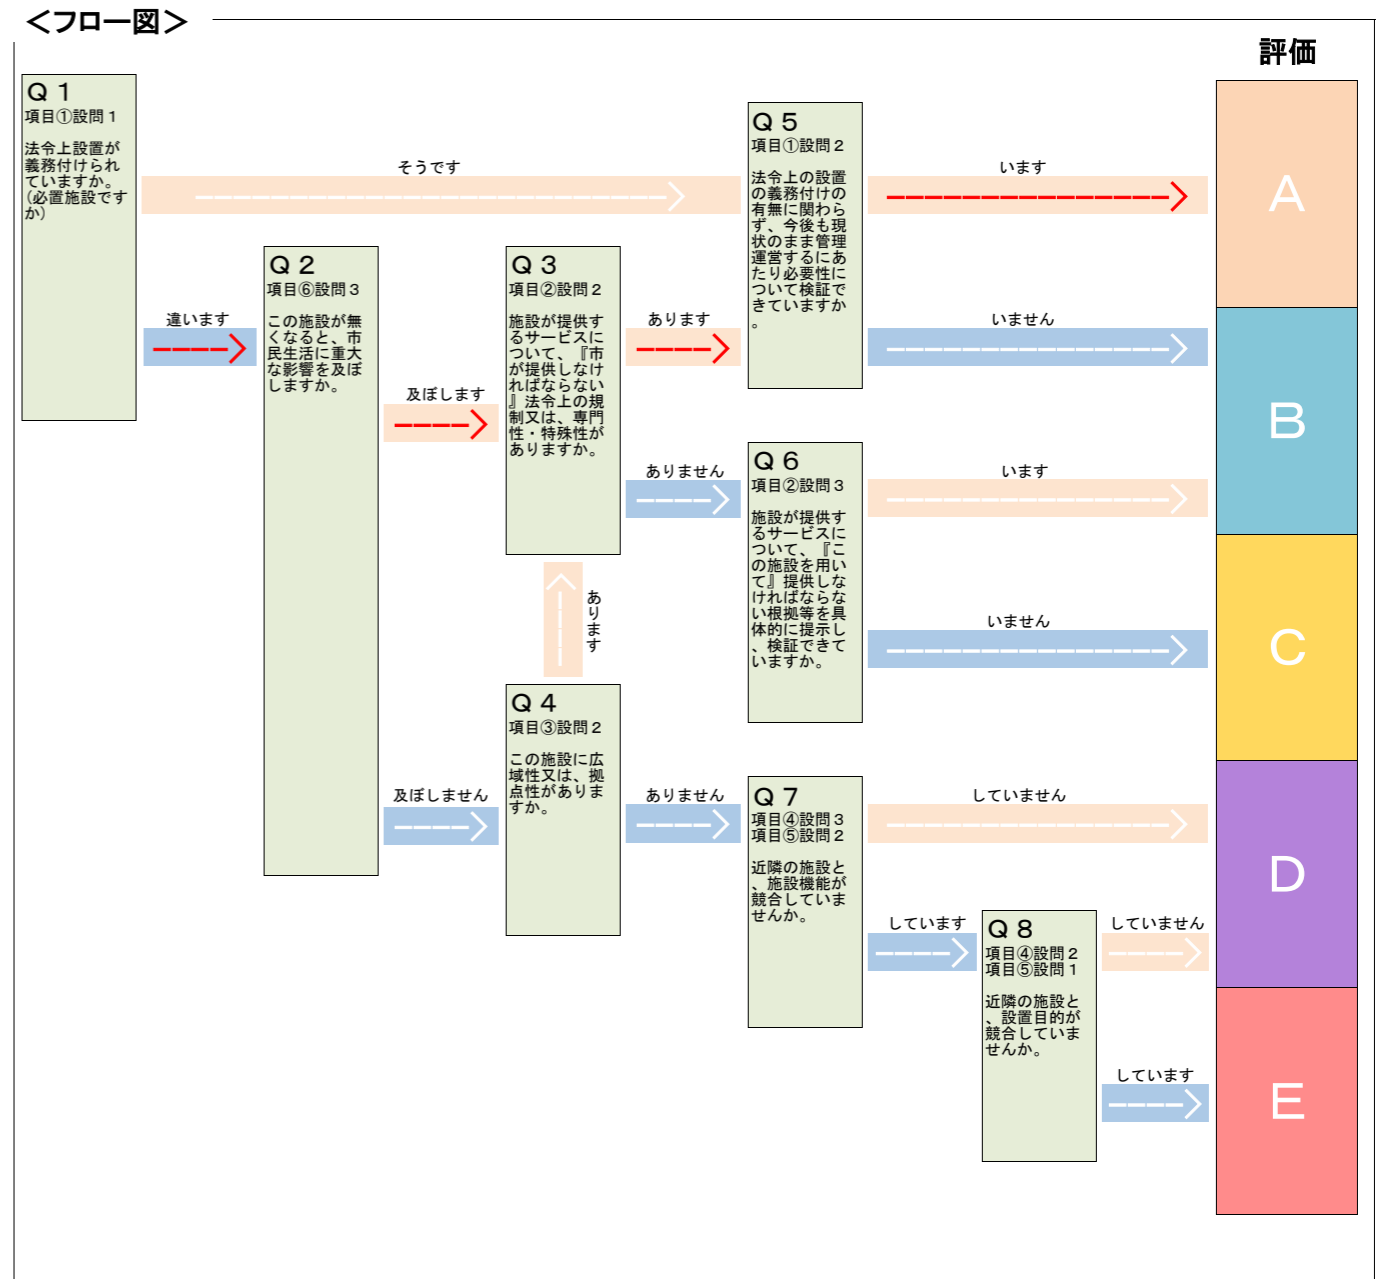 ＜フロー図＞
評価
Ｑ１
項目①設問１
法令上設置が
義務付けられ
ていますか。
(必置施設です
か)
そうです
違います
Ｑ２
項目⑥設問３
この施設が無
くなると、市
民生活に重大
な影響を及ぼ
しますか。
及ぼします
及ぼしません
Ｑ３
項目②設問２
施設が提供す
るサービスに
ついて、『市
が提供しなけ
ればならない
』法令上の規
制又は、専門
性・特殊性が
ありますか。
あります
ありません
あります
Ｑ４
項目③設問２
この施設に広
域性又は、拠
点性がありま
すか。
ありません
Ｑ５
項目①設問２
法令上の設置
の義務付けの
有無に関わら
ず、今後も現
状のまま管理
運営するにあ
たり必要性に
ついて検証で
きていますか
。
います
いません
Ｑ６
項目②設問３
施設が提供す
るサービスに
ついて、『こ
の施設を用い
て』提供しな
ければならな
い根拠等を具
体的に提示し
、検証できて
いますか。
います
いません
Ｑ７
項目④設問３
項目⑤設問２
近隣の施設と
、施設機能が
競合していま
せんか。
していません
しています
Ｑ８
項目④設問２
項目⑤設問１
近隣の施設と
、設置目的が
競合していま
せんか。
していません
しています
Ａ
Ｂ
Ｃ
Ｄ
Ｅ